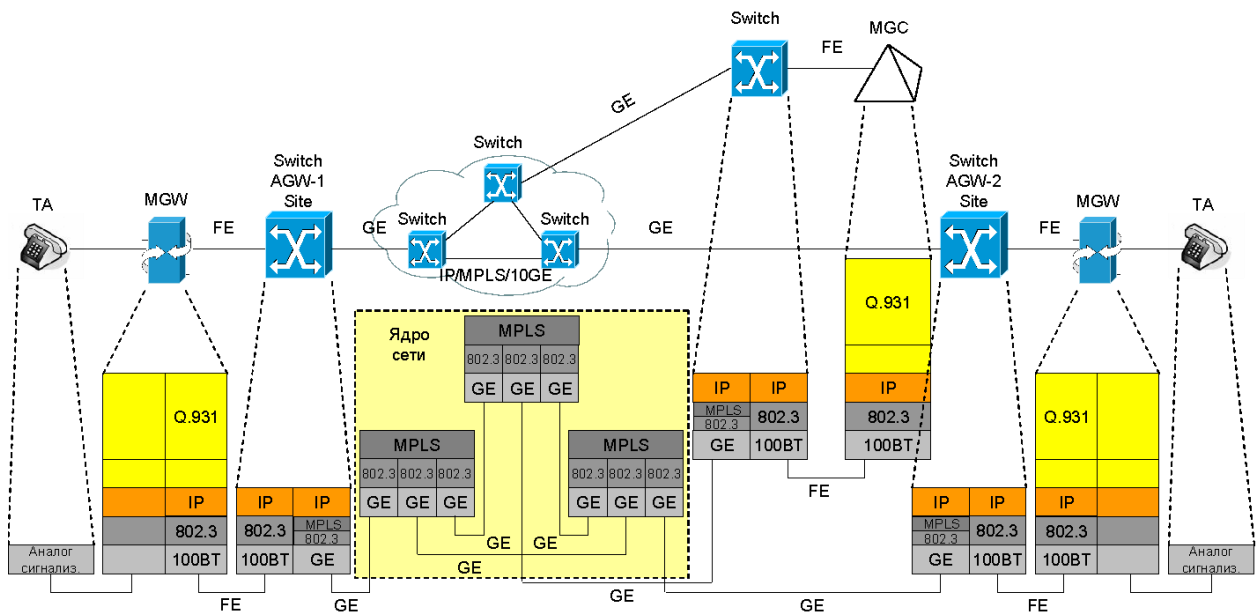 Switch
MGC
FE
GE
Switch
Switch
AGW-1
Site
Switch
AGW-2
Site
TA
MGW
FE
GE
Switch
Switch
GE
FE
MGW
TA
IP/MPLS/10GE
Ядро
сети
MPLS
802.3 802.3 802.3
GE GE GE
MPLS
802.3 802.3 802.3
GE GE GE
MPLS
802.3 802.3 802.3
GE GE GE
GE GE
GE
Q.931
IP
802.3
100BT
IP IP
802.3 MPLS
802.3
100BT GE
IP IP
MPLS
802.3 802.3
GE 100BT
Q.931
IP
802.3
100BT
FE
IP IP
MPLS
802.3 802.3
GE 100BT
Q.931
IP
802.3
100BT
Аналог
сигнализ.
Аналог
сигнализ.
FE
GE
GE
GE
FE